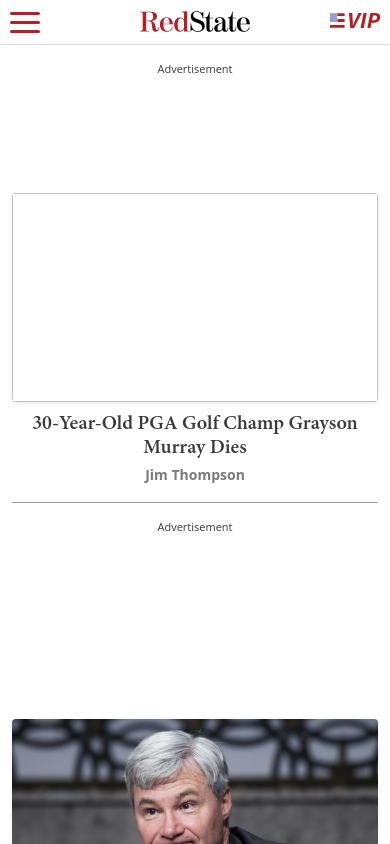 RedState
VIP
Advertisement
30-Year-Old PGA Golf Champ Grayson
Murray Dies
Jim Thompson
Advertisement